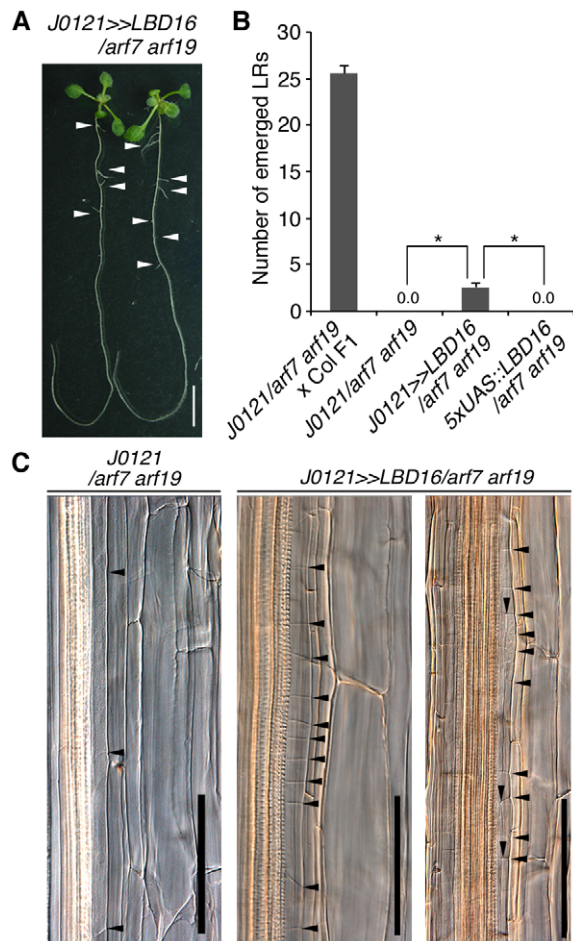 A
J0121>>LBD16
/arf7 arf19
B
Number of emerged LRs
30
25
20
15
10
5
0
0.0
0.0
*
*
J0121/arf7 arf19
x Col F1
J0121/arf7 arf19
J0121>>LBD16
/arf7 arf19
5xUAS::LBD16
/arf7 arf19
C
J0121
/arf7 arf19
J0121>>LBD16/arf7 arf19